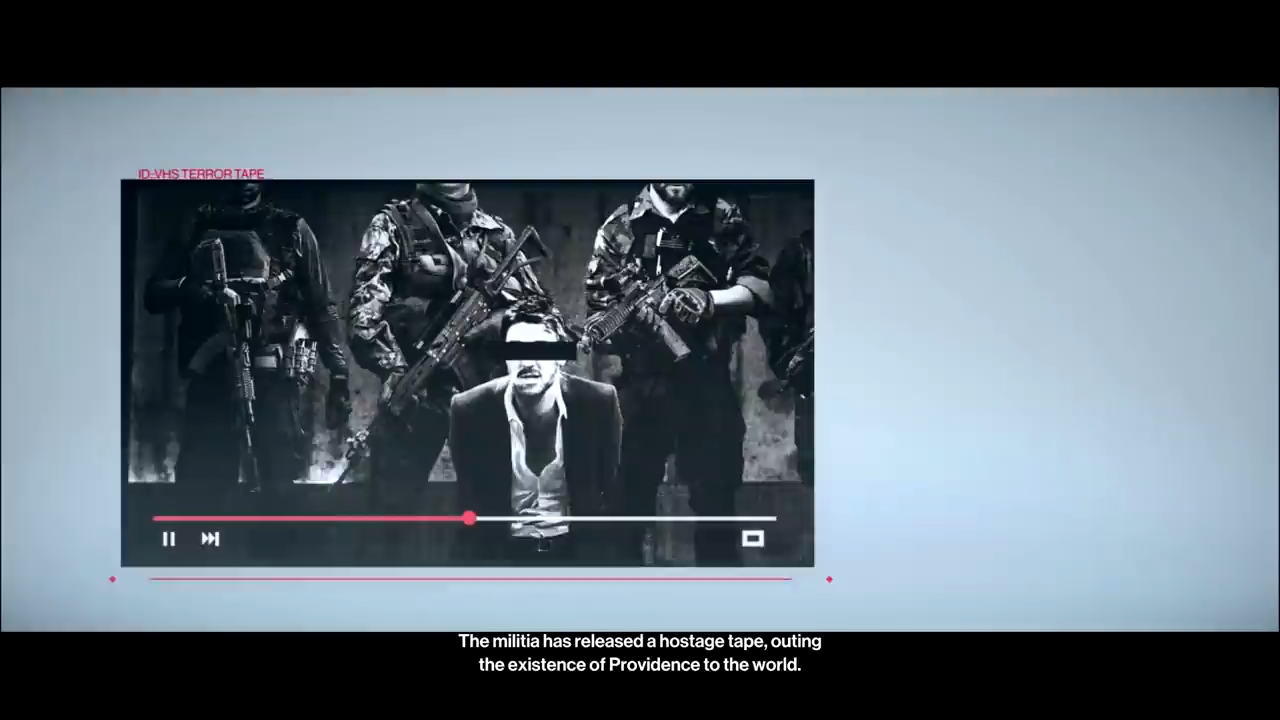 ID:VHS TERROR TAPE
The militia has released a hostage tape, outing
the existence of Providence to the world.